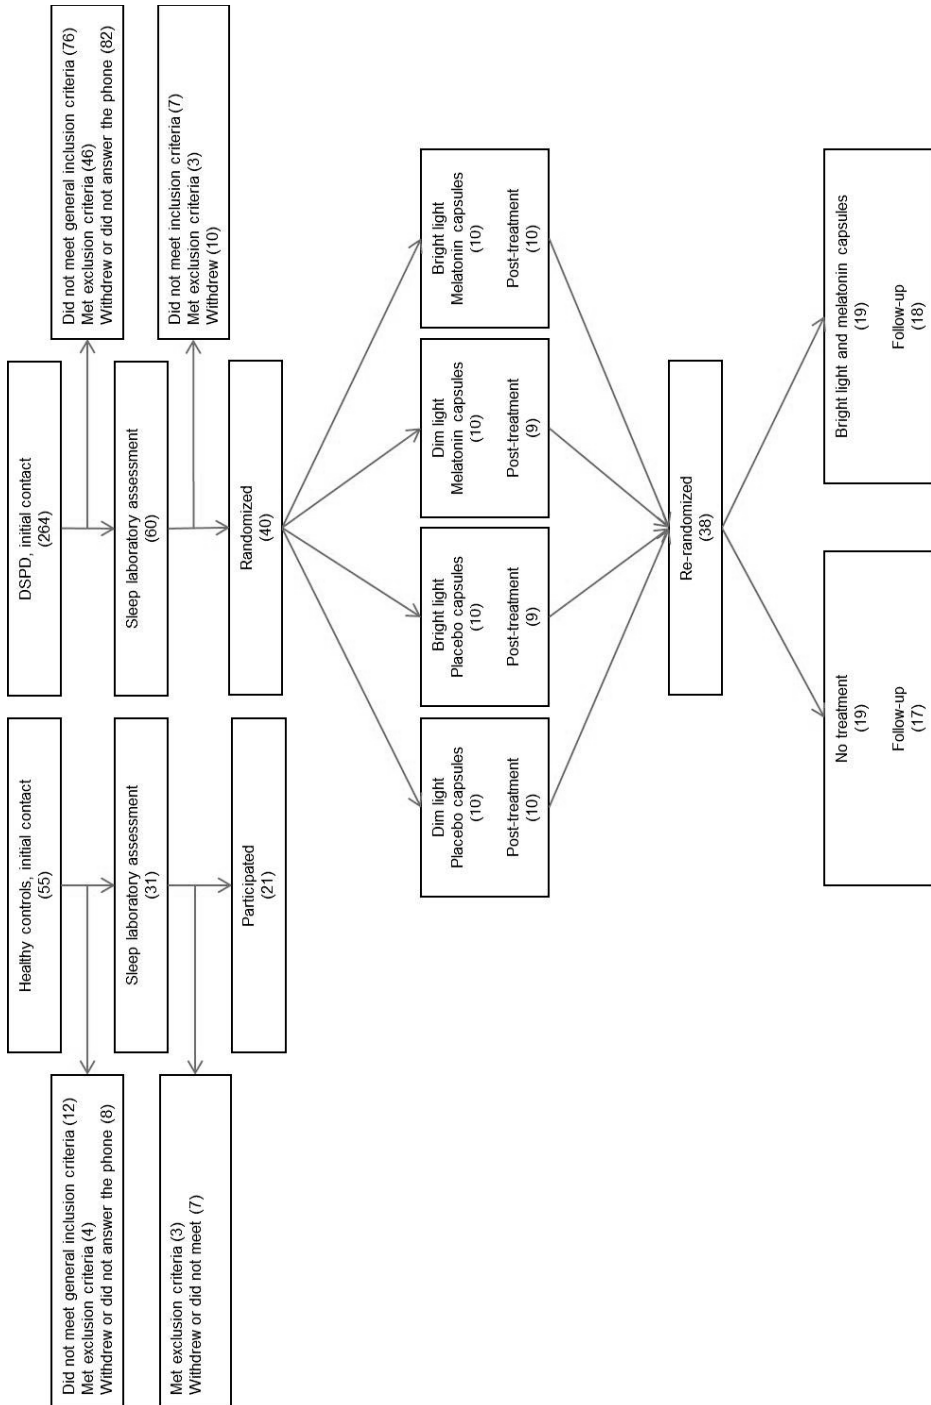 Healthy controls, initial contact
(55)
DSPD, initial contact
(264)
Did not meet general inclusion criteria (12)
Met exclusion criteria (4)
Withdrew or did not answer the phone (8)
Did not meet general inclusion criteria (76)
Met exclusion criteria (46)
Withdrew or did not answer the phone (82)
Sleep laboratory assessment
(31)
Sleep laboratory assessment
(60)
Met exclusion criteria (3)
Withdrew or did not meet (7)
Did not meet inclusion criteria (7)
Met exclusion criteria (3)
Withdrew (10)
Participated
(21)
Randomized
(40)
Dim light
Placebo capsules
(10)
Post-treatment
(10)
Bright light
Placebo capsules
(10)
Post-treatment
(9)
Dim light
Melatonin capsules
(10)
Post-treatment
(9)
Bright light
Melatonin capsules
(10)
Post-treatment
(10)
Re-randomized
(38)
No treatment
(19)
Follow-up
(17)
Bright light and melatonin capsules
(19)
Follow-up
(18)